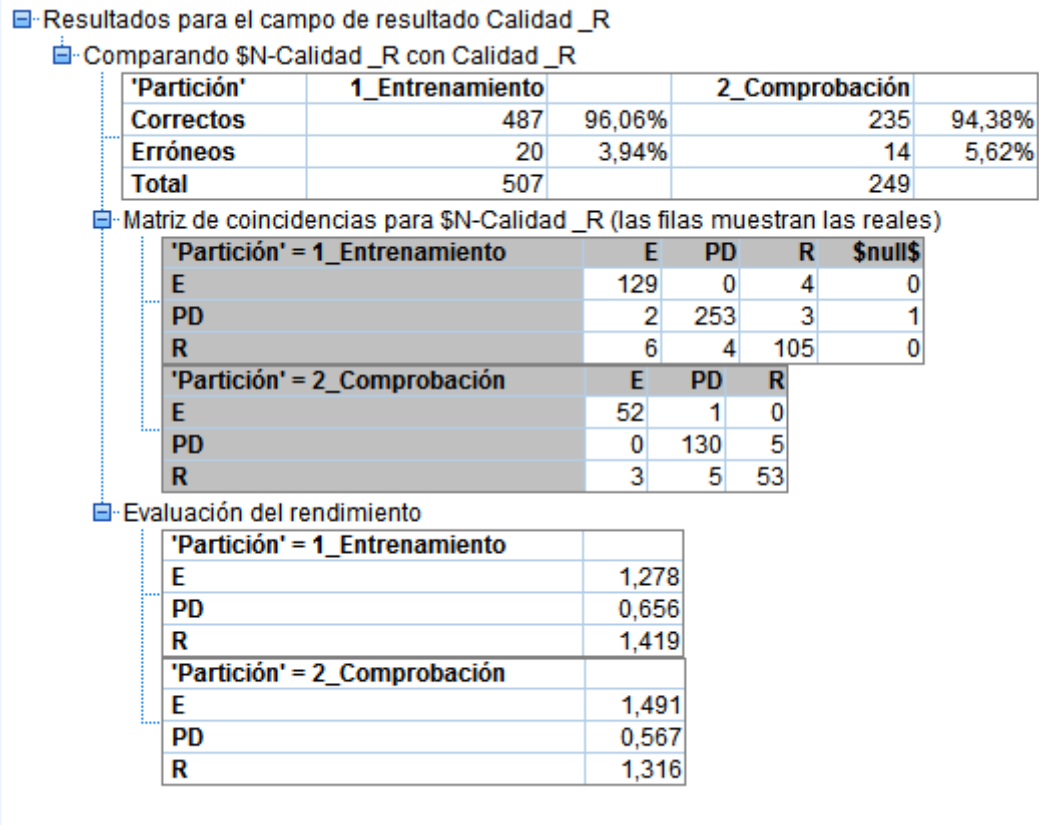 Resultados para el campo de resultado Calidad _R
Comparando $N-Calidad _R con Calidad _R
'Partición' 1_Entrenamiento 2_Comprobación
Correctos 487 96,06% 235 94,38%
Erróneos 20 3,94% 14 5,62%
Total 507 249
Matriz de coincidencias para $N-Calidad _R (las filas muestran las reales)
'Partición' = 1_Entrenamiento E PD R $null$
E 129 0 4 0
PD 2 253 3 1
R 6 4 105 0
'Partición' = 2_Comprobación E PD R
E 52 1 0
PD 0 130 5
R 3 5 53
Evaluación del rendimiento
'Partición' = 1_Entrenamiento
E 1,278
PD 0,656
R 1,419
'Partición' = 2_Comprobación
E 1,491
PD 0,567
R 1,316